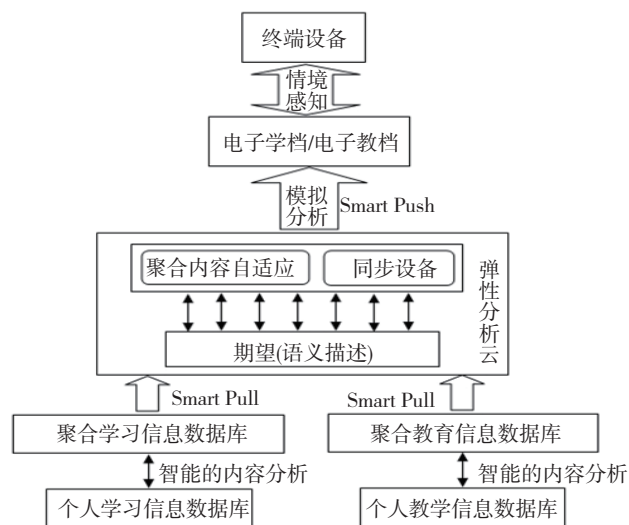 终端设备
情境
感知
电子学档/电子教档
模拟
分析
Smart Push
聚合内容自适应
同步设备
弹性分析云
期望(语义描述)
Smart Pull
Smart Pull
聚合学习信息数据库
聚合教育信息数据库
智能的内容分析
智能的内容分析
个人学习信息数据库
个人教学信息数据库